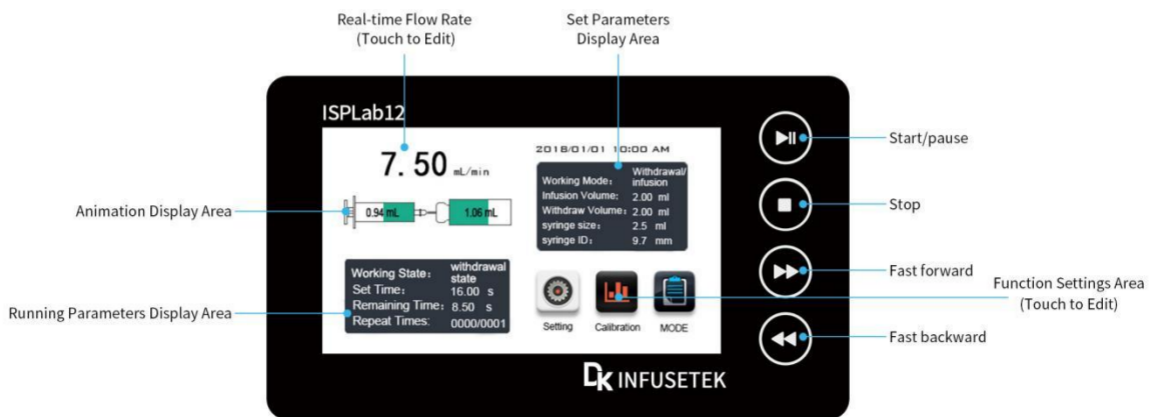 Real-time Flow Rate
(Touch to Edit)
Set Parameters
Display Area
ISPLab12
7.50 mL/min
2018/01/01 10:00 AM
Working Mode: Withdrawal/
infusion
Infusion Volume: 2.00 ml
Withdraw Volume: 2.00 ml
syringe size: 2.5 ml
syringe ID: 9.7 mm
Start/pause
Animation Display Area
0.94 mL
1.06 mL
Stop
Working State: withdrawal
state
Set Time: 16.00 s
Remaining Time: 8.50 s
Repeat Times: 0000/0001
Running Parameters Display Area
Setting
Calibration
MODE
Fast forward
Function Settings Area
(Touch to Edit)
Fast backward
DK INFUSETEK